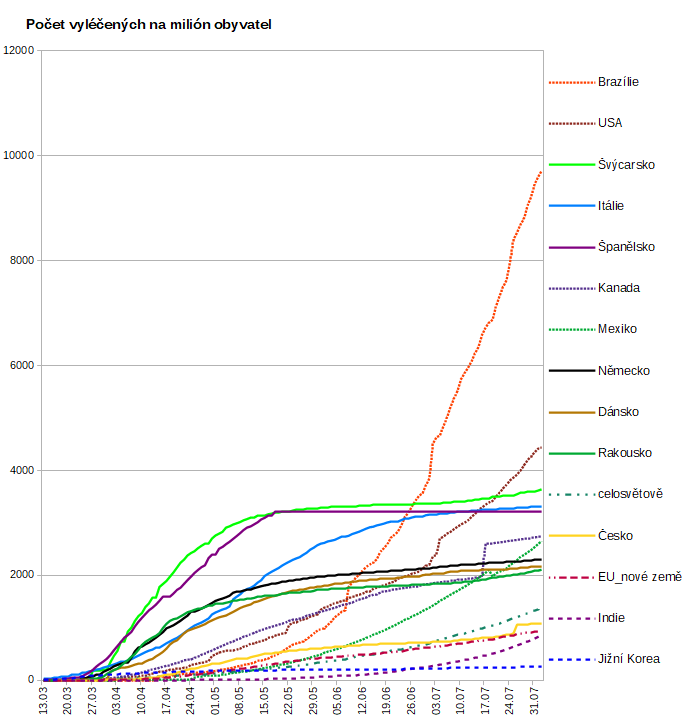 Počet vyléčených na milión obyvatel
12000
10000
8000
6000
4000
2000
0
Brazílie
USA
Švýcarsko
Itálie
Španělsko
Kanada
Mexiko
Německo
Dánsko
Rakousko
celosvětově
Česko
EU_nové země
Indie
Jižní Korea
13.03
20.03
27.03
03.04
10.04
17.04
24.04
01.05
08.05
15.05
22.05
29.05
05.06
12.06
19.06
26.06
03.07
10.07
17.07
24.07
31.07